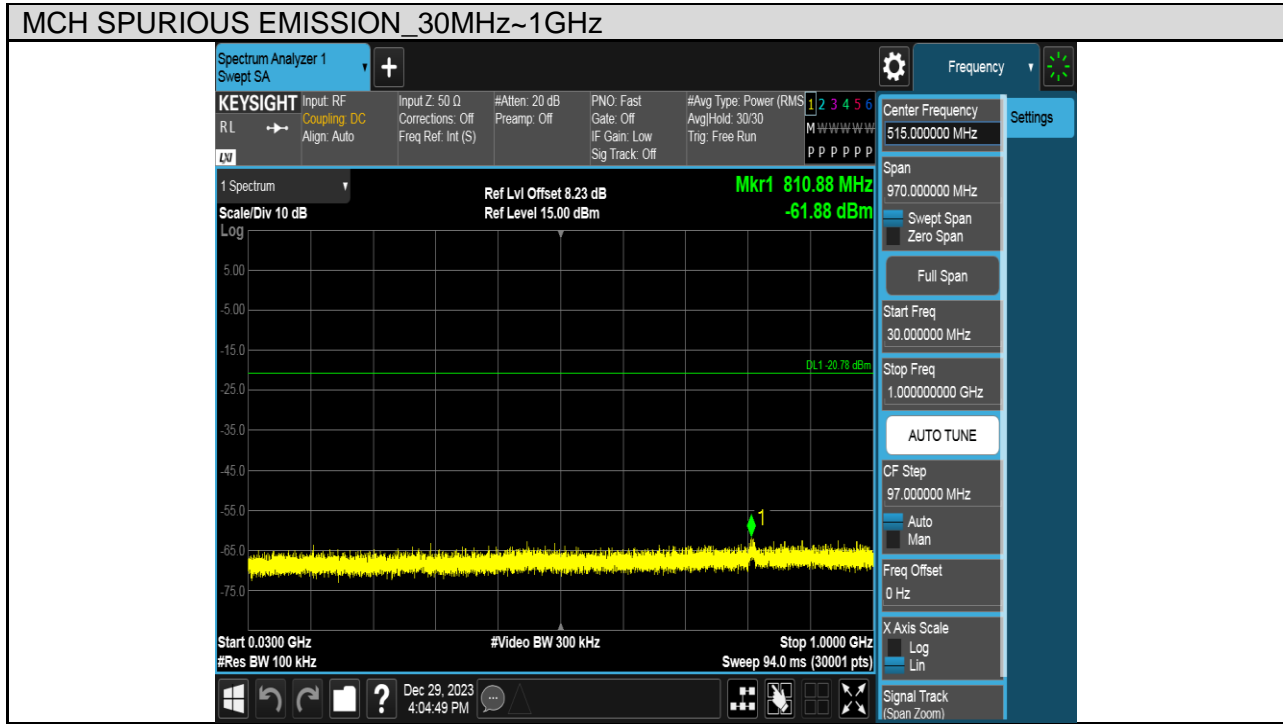 MCH SPURIOUS EMISSION_30MHz~1GHz
Spectrum Analyzer 1
Swept SA
+
Frequency
KEYSIGHT
RL
LXI
Input: RF
Coupling: DC
Align: Auto
Input Z: 50 Ω
Corrections: Off
Freq Ref: Int (S)
#Atten: 20 dB
Preamp: Off
PNO: Fast
Gate: Off
IF Gain: Low
Sig Track: Off
#Avg Type: Power (RMS
Avg|Hold: 30/30
Trig: Free Run
1 2 3 4 5 6
M W W W W W
P P P P P P
1 Spectrum
Scale/Div 10 dB
Ref Lvl Offset 8.23 dB
Ref Level 15.00 dBm
Mkr1 810.88 MHz
-61.88 dBm
Log
5.00
-5.00
-15.0
DL1 -20.78 dBm
-25.0
-35.0
-45.0
-55.0
1
-65.0
-75.0
Start 0.0300 GHz
#Res BW 100 kHz
#Video BW 300 kHz
Stop 1.0000 GHz
Sweep 94.0 ms (30001 pts)
?
Dec 29, 2023
4:04:49 PM
Center Frequency
515.000000 MHz
Span
970.000000 MHz
Swept Span
Zero Span
Full Span
Start Freq
30.000000 MHz
Stop Freq
1.000000000 GHz
AUTO TUNE
CF Step
97.000000 MHz
Auto
Man
Freq Offset
0 Hz
X Axis Scale
Log
Lin
Signal Track
(Span Zoom)
Settings